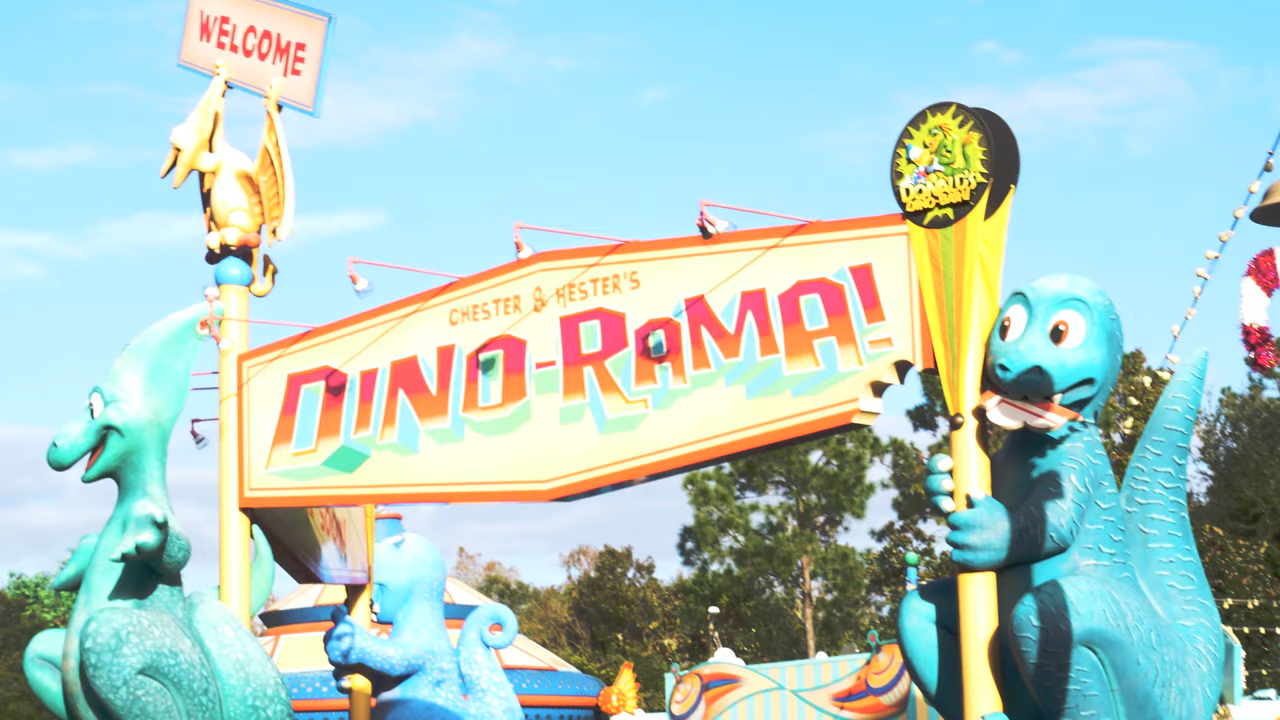 WELCOME
DONALD'S
DINO-BASH!
CHESTER & HESTER'S
DINO-RAMA!